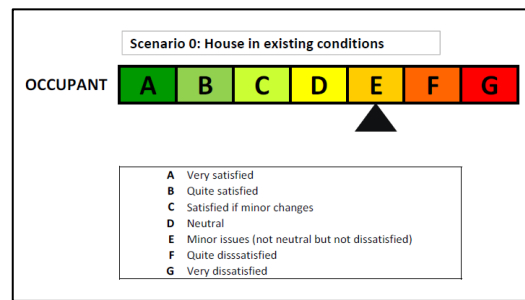 Scenario 0: House in existing conditions
OCCUPANT A B C D E F G
A Very satisfied
B Quite satisfied
C Satisfied if minor changes
D Neutral
E Minor issues (not neutral but not dissatisfied)
F Quite disssatisfied
G Very dissatisfied